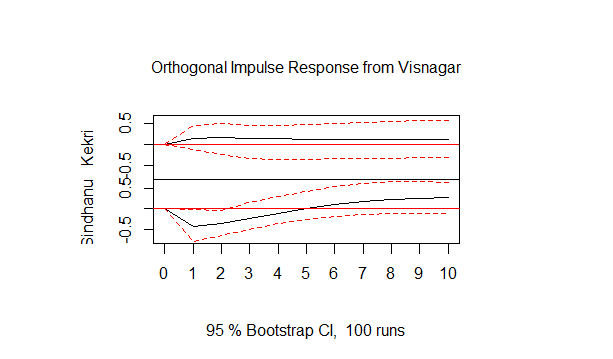 Orthogonal Impulse Response from Visnagar
Kekri
0.5
-0.5
Sindhanu
0.5
-0.5
0 1 2 3 4 5 6 7 8 9 10
95 % Bootstrap CI, 100 runs